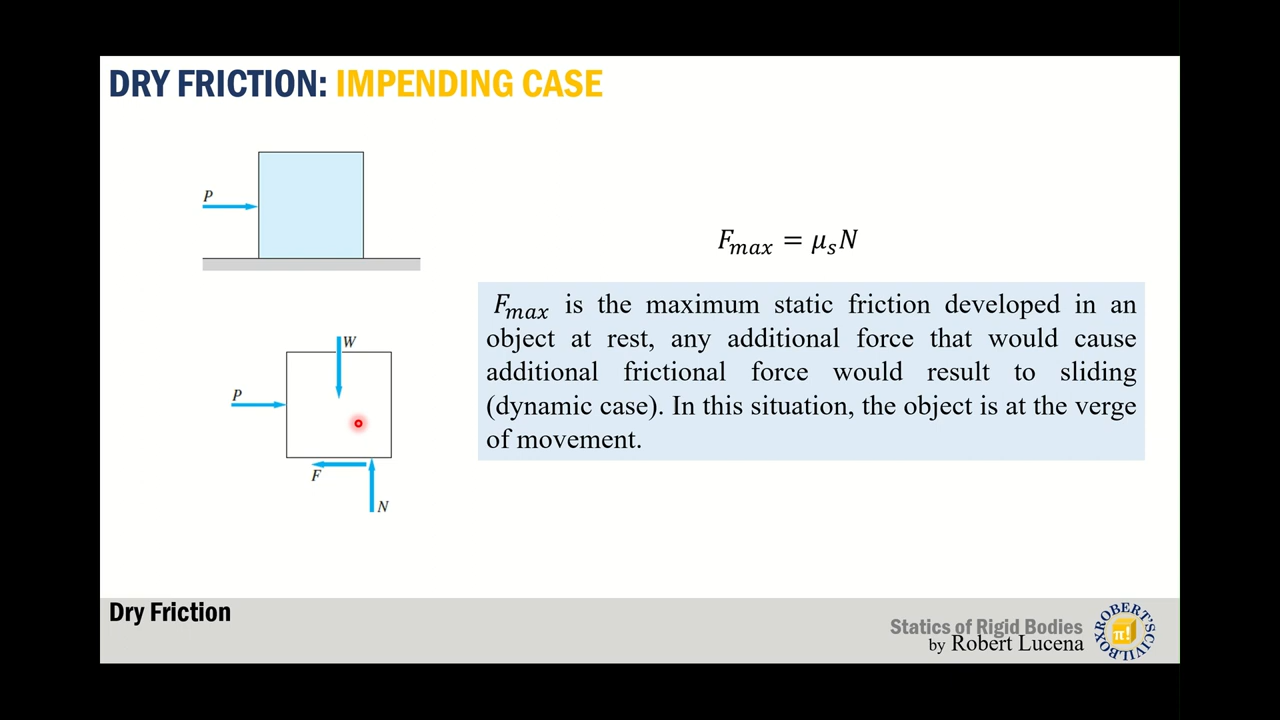 DRY FRICTION: IMPENDING CASE
P
F_max = μ_s N
F_max is the maximum static friction developed in an
object at rest, any additional force that would cause
additional frictional force would result to sliding
(dynamic case). In this situation, the object is at the verge
of movement.
W
P
F
N
Dry Friction
Statics of Rigid Bodies
by Robert Lucena
ROBERT'S CIVILBOX
π!